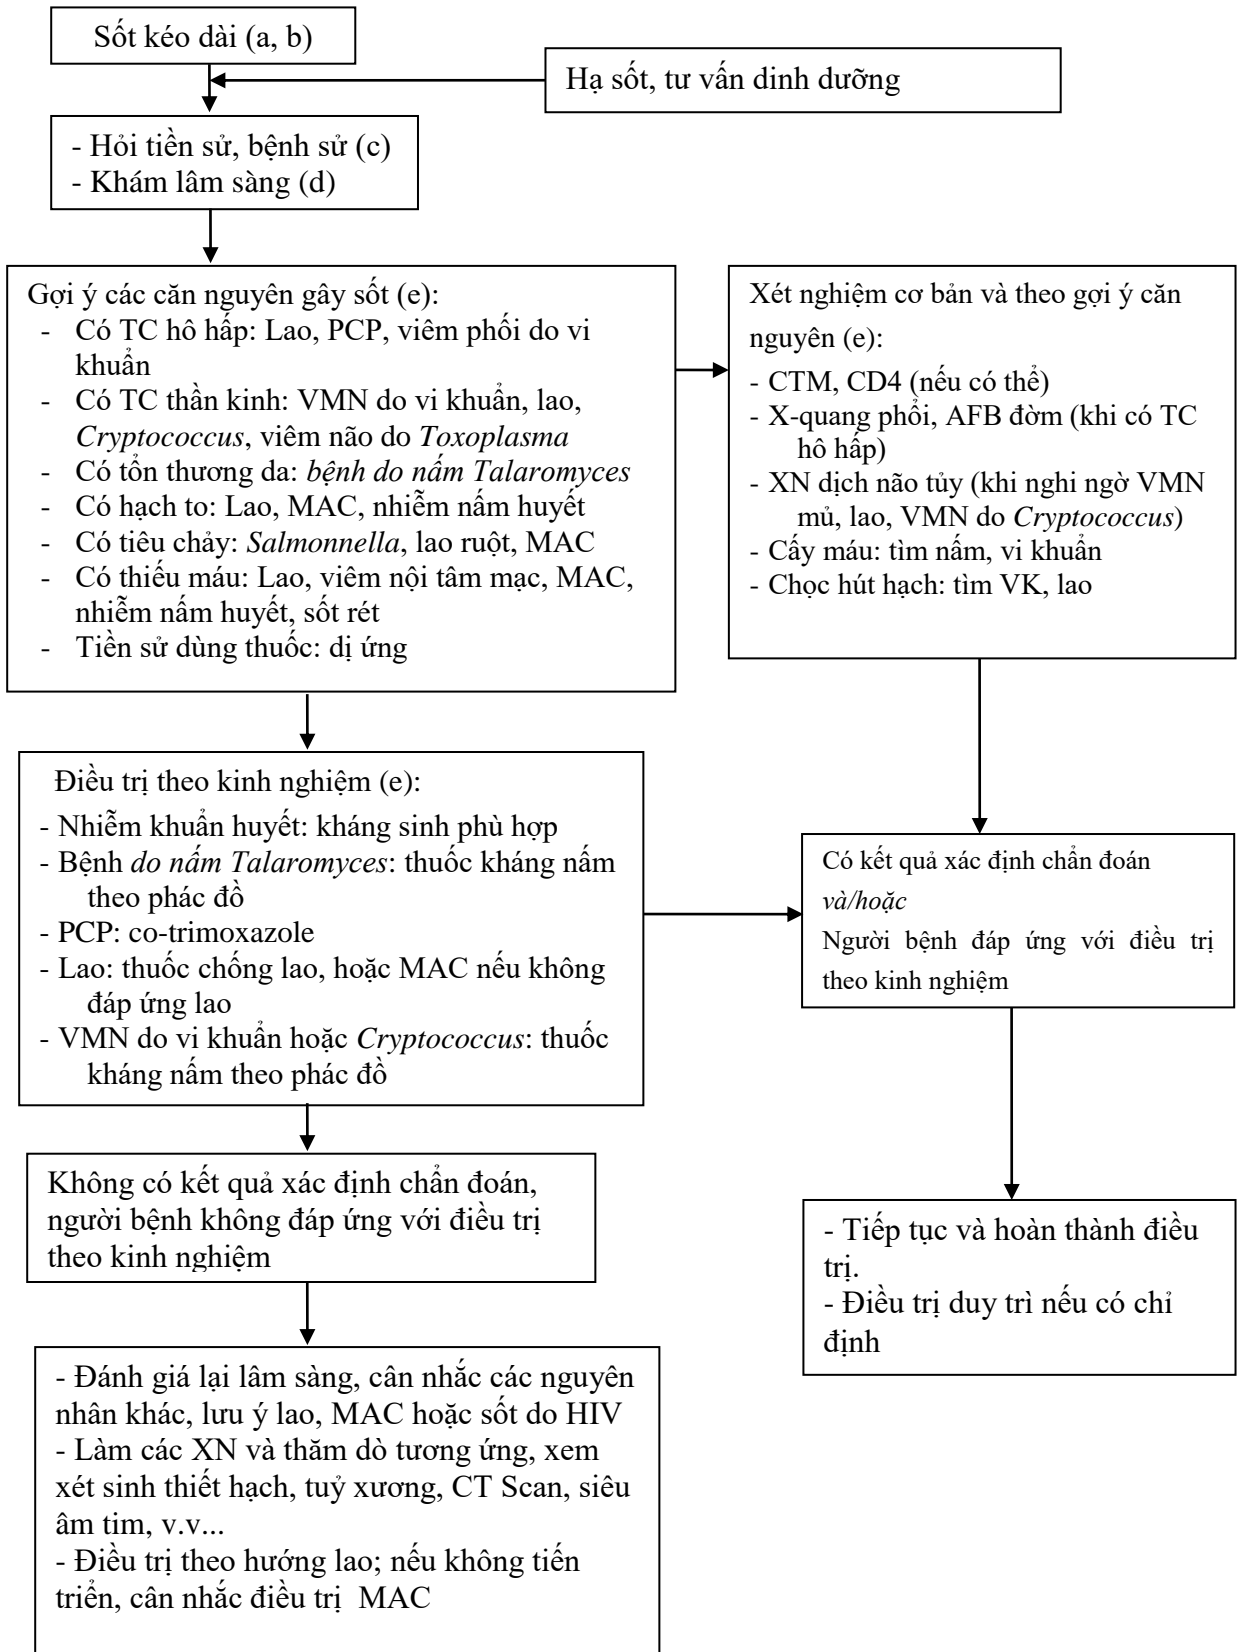 Sốt kéo dài (a, b)
Hạ sốt, tư vấn dinh dưỡng
- Hỏi tiền sử, bệnh sử (c)
- Khám lâm sàng (d)
Gợi ý các căn nguyên gây sốt (e):
- Có TC hô hấp: Lao, PCP, viêm phổi do vi
khuẩn
- Có TC thần kinh: VMN do vi khuẩn, lao,
Cryptococcus, viêm não do Toxoplasma
- Có tổn thương da: bệnh do nấm Talaromyces
- Có hạch to: Lao, MAC, nhiễm nấm huyết
- Có tiêu chảy: Salmonnella, lao ruột, MAC
- Có thiếu máu: Lao, viêm nội tâm mạc, MAC,
nhiễm nấm huyết, sốt rét
- Tiền sử dùng thuốc: dị ứng
Xét nghiệm cơ bản và theo gợi ý căn
nguyên (e):
- CTM, CD4 (nếu có thể)
- X-quang phổi, AFB đờm (khi có TC
hô hấp)
- XN dịch não tủy (khi nghi ngờ VMN
mủ, lao, VMN do Cryptococcus)
- Cấy máu: tìm nấm, vi khuẩn
- Chọc hút hạch: tìm VK, lao
Điều trị theo kinh nghiệm (e):
- Nhiễm khuẩn huyết: kháng sinh phù hợp
- Bệnh do nấm Talaromyces: thuốc kháng nấm
theo phác đồ
- PCP: co-trimoxazole
- Lao: thuốc chống lao, hoặc MAC nếu không
đáp ứng lao
- VMN do vi khuẩn hoặc Cryptococcus: thuốc
kháng nấm theo phác đồ
Có kết quả xác định chẩn đoán
và/hoặc
Người bệnh đáp ứng với điều trị
theo kinh nghiệm
Không có kết quả xác định chẩn đoán,
người bệnh không đáp ứng với điều trị
theo kinh nghiệm
- Tiếp tục và hoàn thành điều
trị.
- Điều trị duy trì nếu có chỉ
định
- Đánh giá lại lâm sàng, cân nhắc các nguyên
nhân khác, lưu ý lao, MAC hoặc sốt do HIV
- Làm các XN và thăm dò tương ứng, xem
xét sinh thiết hạch, tuỷ xương, CT Scan, siêu
âm tim, v.v...
- Điều trị theo hướng lao; nếu không tiến
triển, cân nhắc điều trị MAC